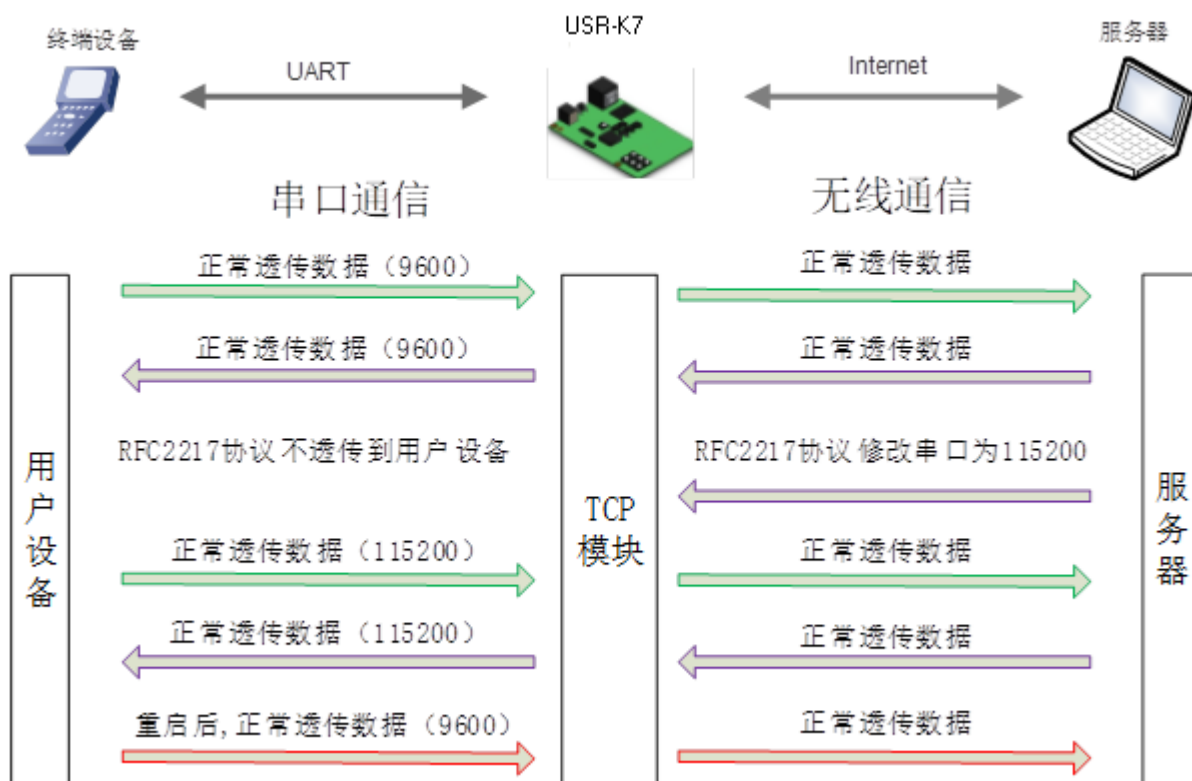 终端设备
USR-K7
服务器
UART
Internet
串口通信
无线通信
正常透传数据（9600）
正常透传数据
正常透传数据（9600）
正常透传数据
RFC2217协议 不透传到用户设备
RFC2217协议 修改串口为115200
用户设备
TCP
模块
服务器
正常透传数据（115200）
正常透传数据
正常透传数据（115200）
正常透传数据
重启后,正常透传数据（9600）
正常透传数据